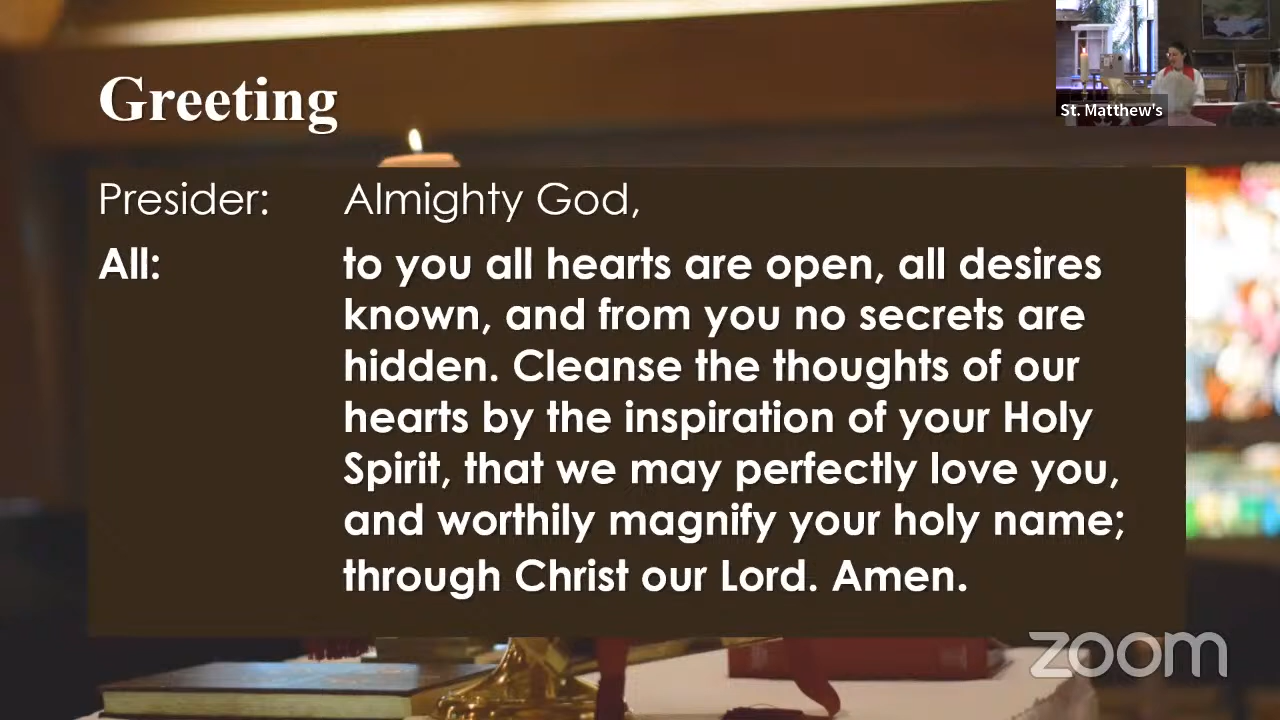 Greeting
St. Matthew's
Presider: Almighty God,
All: to you all hearts are open, all desires
known, and from you no secrets are
hidden. Cleanse the thoughts of our
hearts by the inspiration of your Holy
Spirit, that we may perfectly love you,
and worthily magnify your holy name;
through Christ our Lord. Amen.
zoom